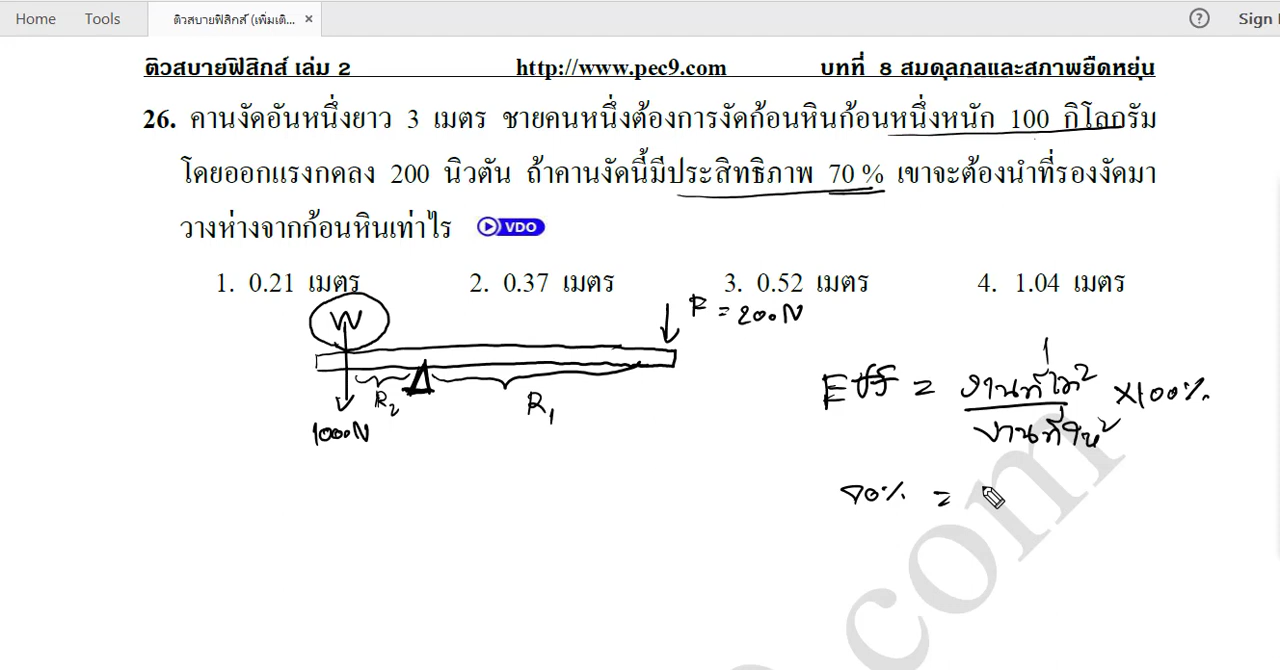 Home Tools ติวสบายฟิสิกส์ (เพิ่มเติ... × ? Sign
ติวสบายฟิสิกส์ เล่ม 2 http://www.pec9.com บทที่ 8 สมดุลกลและสภาพยืดหยุ่น
26. คานงัดอันหนึ่งยาว 3 เมตร ชายคนหนึ่งต้องการงัดก้อนหินก้อนหนึ่งหนัก 100 กิโลกรัม
โดยออกแรงกดลง 200 นิวตัน ถ้าคานงัดนี้มีประสิทธิภาพ 70 % เขาจะต้องนำที่รองงัดมา
วางห่างจากก้อนหินเท่าไร VDO
1. 0.21 เมตร 2. 0.37 เมตร 3. 0.52 เมตร 4. 1.04 เมตร
W F = 200 N
R2 R1
1000N
Eff = งานที่ได้ × 100%
งานที่ให้
70% =
.com